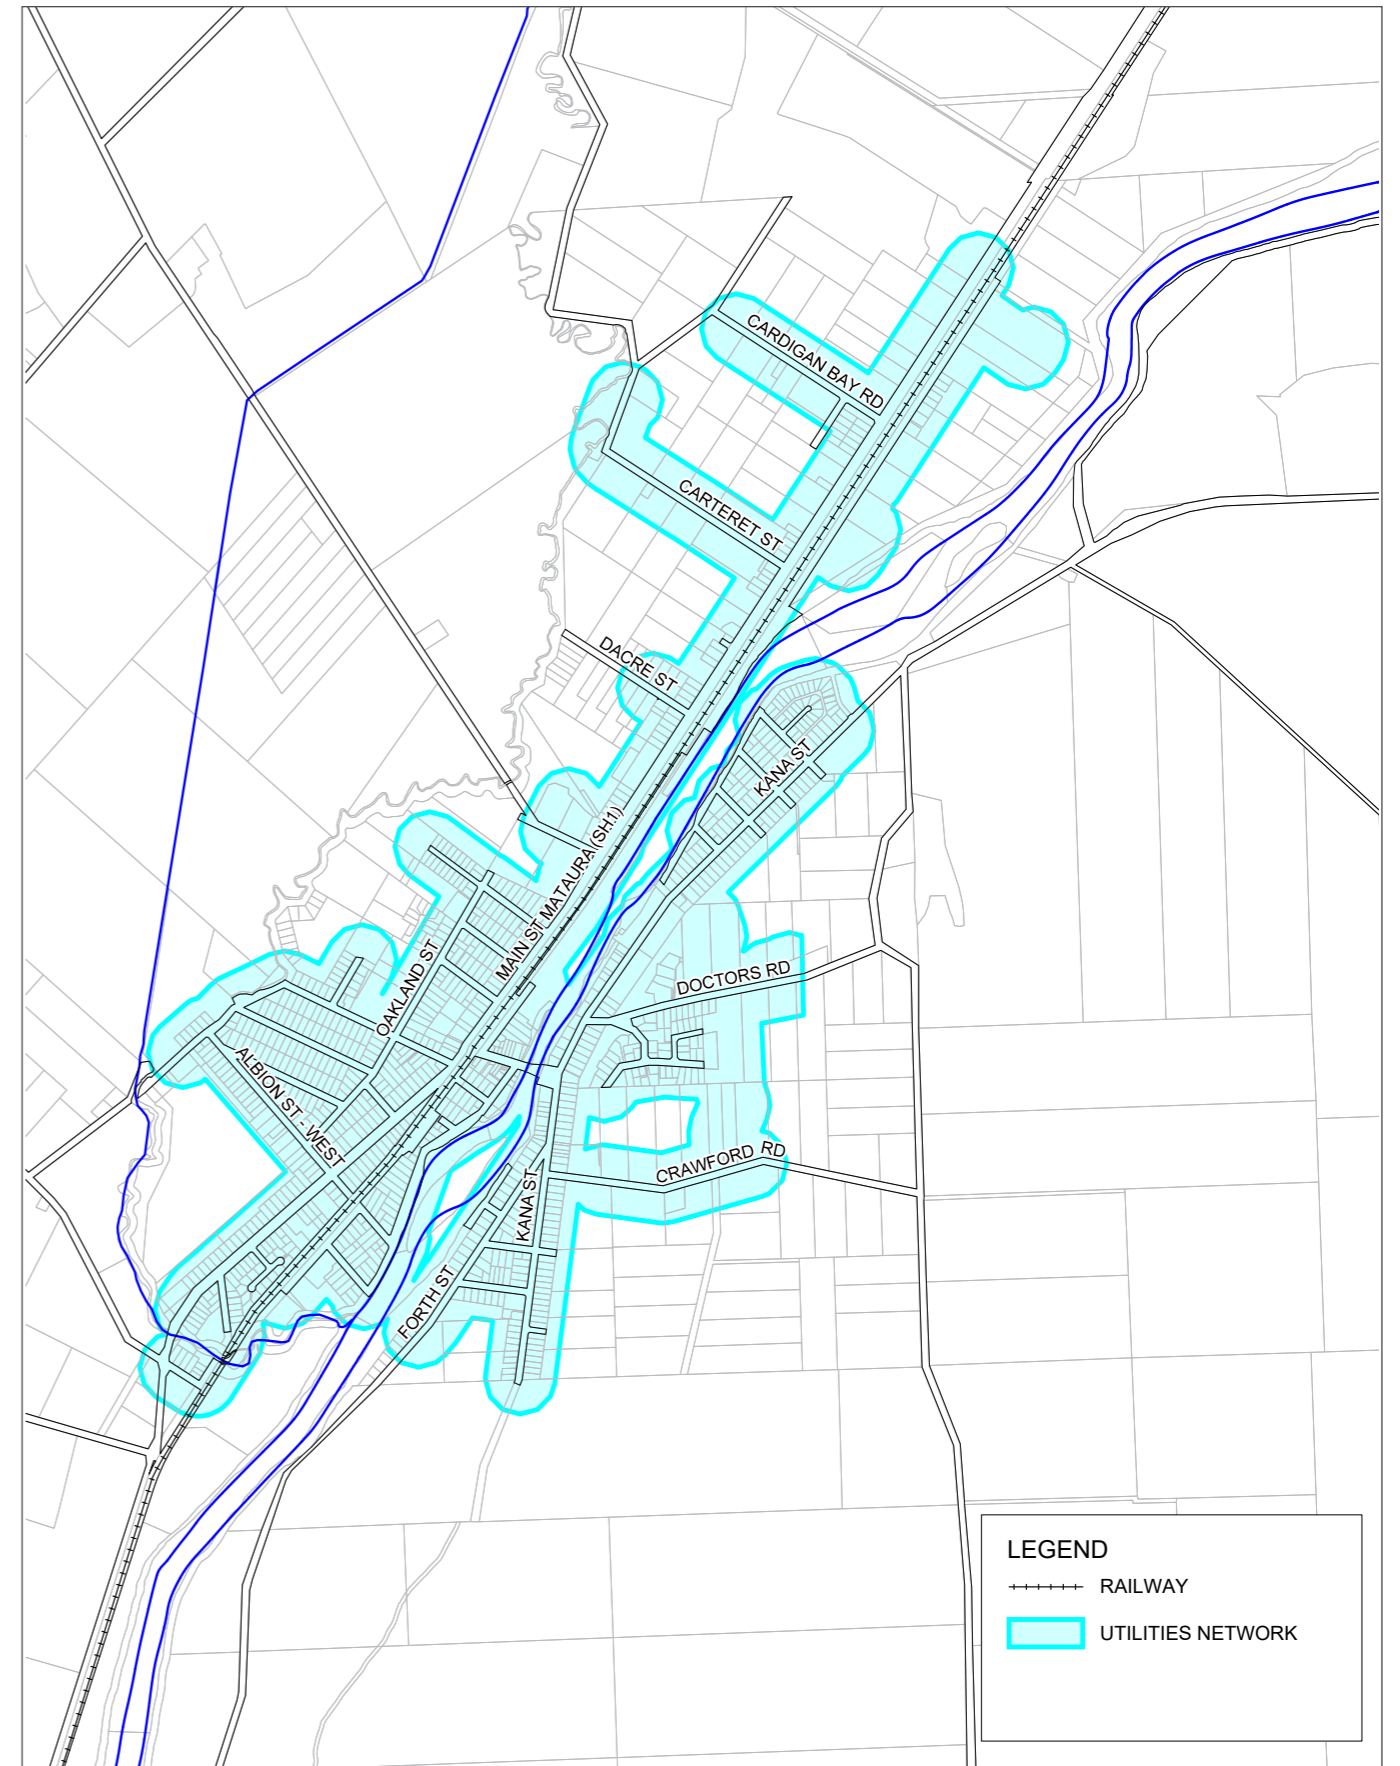 CARDIGAN BAY RD
CARTERET ST
DACRE ST
KANA ST
MAIN ST MATAURA (SH1)
OAKLAND ST
DOCTORS RD
ALBION ST - WEST
CRAWFORD RD
KANA ST
FORTH ST
LEGEND
RAILWAY
UTILITIES NETWORK